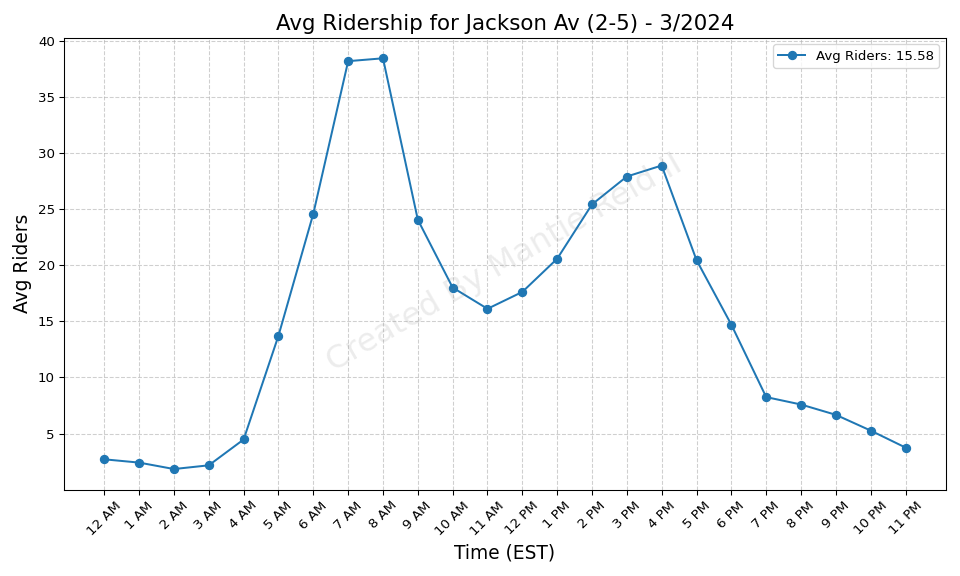 Avg Ridership for Jackson Av (2-5) - 3/2024
Avg Riders: 15.58
Avg Riders
40
35
30
25
20
15
10
5
12 AM
1 AM
2 AM
3 AM
4 AM
5 AM
6 AM
7 AM
8 AM
9 AM
10 AM
11 AM
12 PM
1 PM
2 PM
3 PM
4 PM
5 PM
6 PM
7 PM
8 PM
9 PM
10 PM
11 PM
Time (EST)
Created By Mantie Reid II